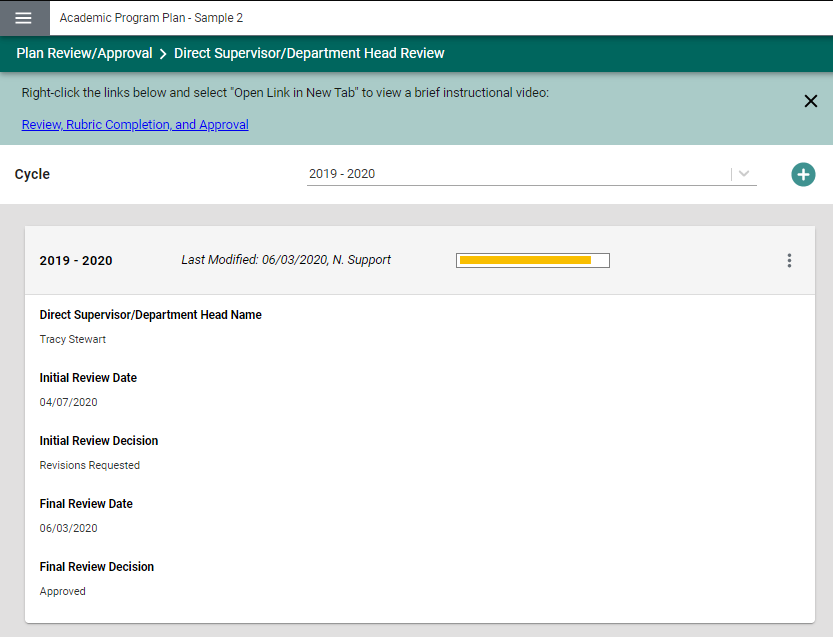 Academic Program Plan - Sample 2
Plan Review/Approval > Direct Supervisor/Department Head Review
Right-click the links below and select "Open Link in New Tab" to view a brief instructional video:
Review, Rubric Completion, and Approval
Cycle
2019 - 2020
2019 - 2020 Last Modified: 06/03/2020, N. Support
Direct Supervisor/Department Head Name
Tracy Stewart
Initial Review Date
04/07/2020
Initial Review Decision
Revisions Requested
Final Review Date
06/03/2020
Final Review Decision
Approved